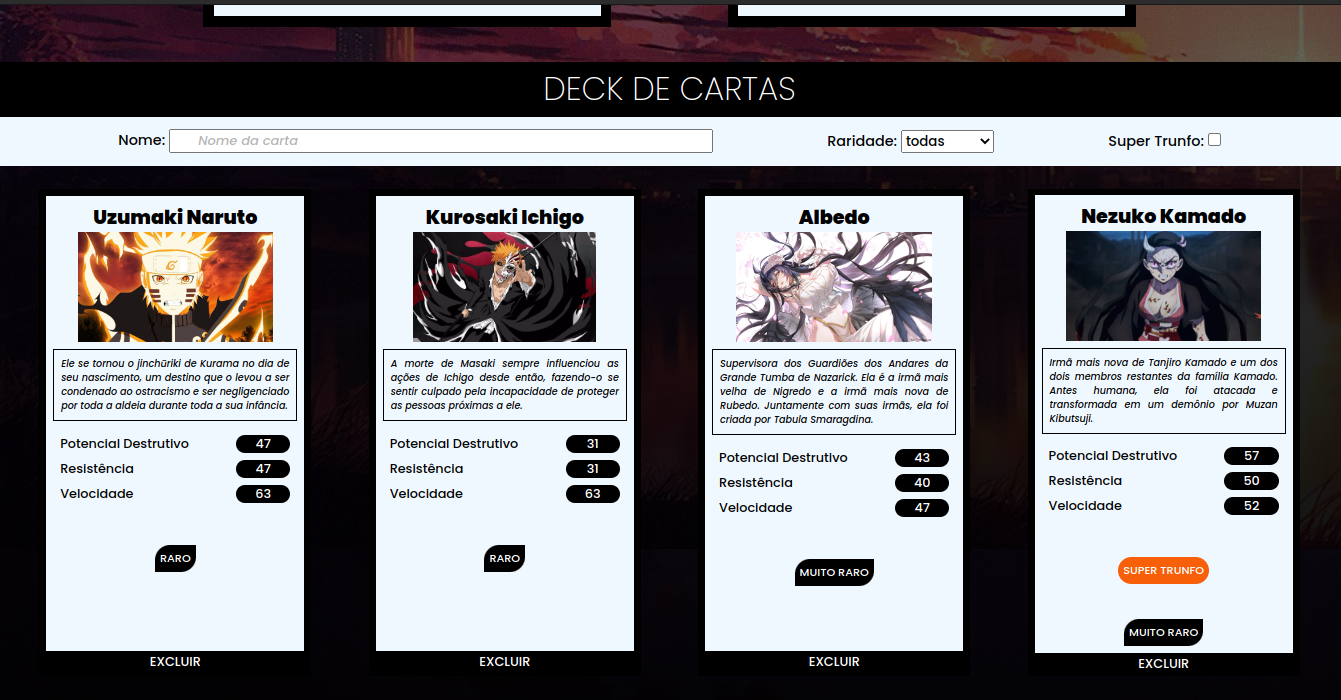 DECK DE CARTAS
Nome: Nome da carta Raridade: todas Super Trunfo:
Uzumaki Naruto
Ele se tornou o jinchūriki de Kurama no dia de
seu nascimento, um destino que o levou a ser
condenado ao ostracismo e ser negligenciado
por toda a aldeia durante toda a sua infância.
Potencial Destrutivo 47
Resistência 47
Velocidade 63
RARO
EXCLUIR
Kurosaki Ichigo
A morte de Masaki sempre influenciou as
ações de Ichigo desde então, fazendo-o se
sentir culpado pela incapacidade de proteger
as pessoas próximas a ele.
Potencial Destrutivo 31
Resistência 31
Velocidade 63
RARO
EXCLUIR
Albedo
Supervisora dos Guardiões dos Andares da
Grande Tumba de Nazarick. Ela é a irmã mais
velha de Nigredo e a irmã mais nova de
Rubedo. Juntamente com suas irmãs, ela foi
criada por Tabula Smaragdina.
Potencial Destrutivo 43
Resistência 40
Velocidade 47
MUITO RARO
EXCLUIR
Nezuko Kamado
Irmã mais nova de Tanjiro Kamado e um dos
dois membros restantes da família Kamado.
Antes humana, ela foi atacada e
transformada em um demônio por Muzan
Kibutsuji.
Potencial Destrutivo 57
Resistência 50
Velocidade 52
SUPER TRUNFO
MUITO RARO
EXCLUIR